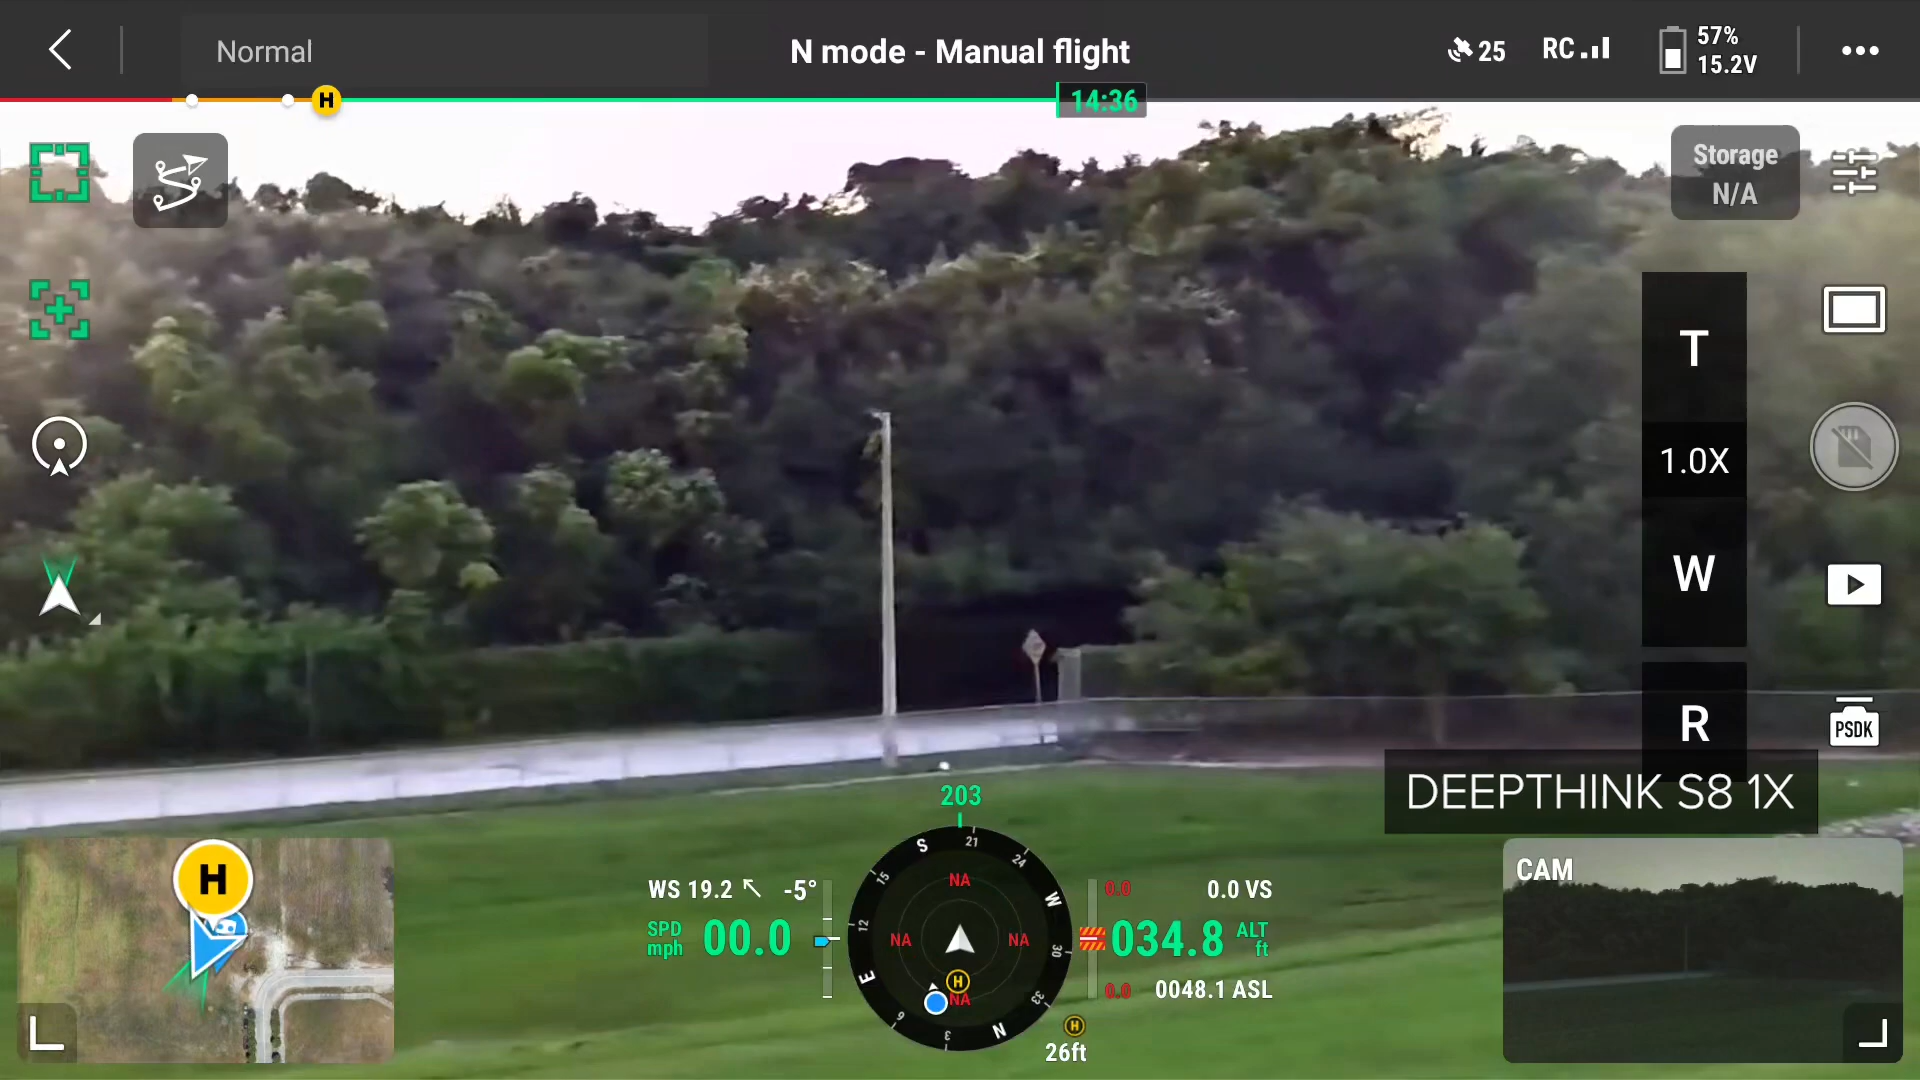 Normal
N mode - Manual flight
25
RC
57%
15.2V
H
14:36
Storage
N/A
T
1.0X
W
R
PSDK
DEEPTHINK S8 1X
203
H
WS 19.2
-5°
SPD
mph
00.0
S
21
24
W
30
33
N
3
6
E
12
15
NA
NA
NA
NA
H
0.0
0.0 VS
034.8
ALT
ft
0.0
0048.1 ASL
H
26ft
CAM